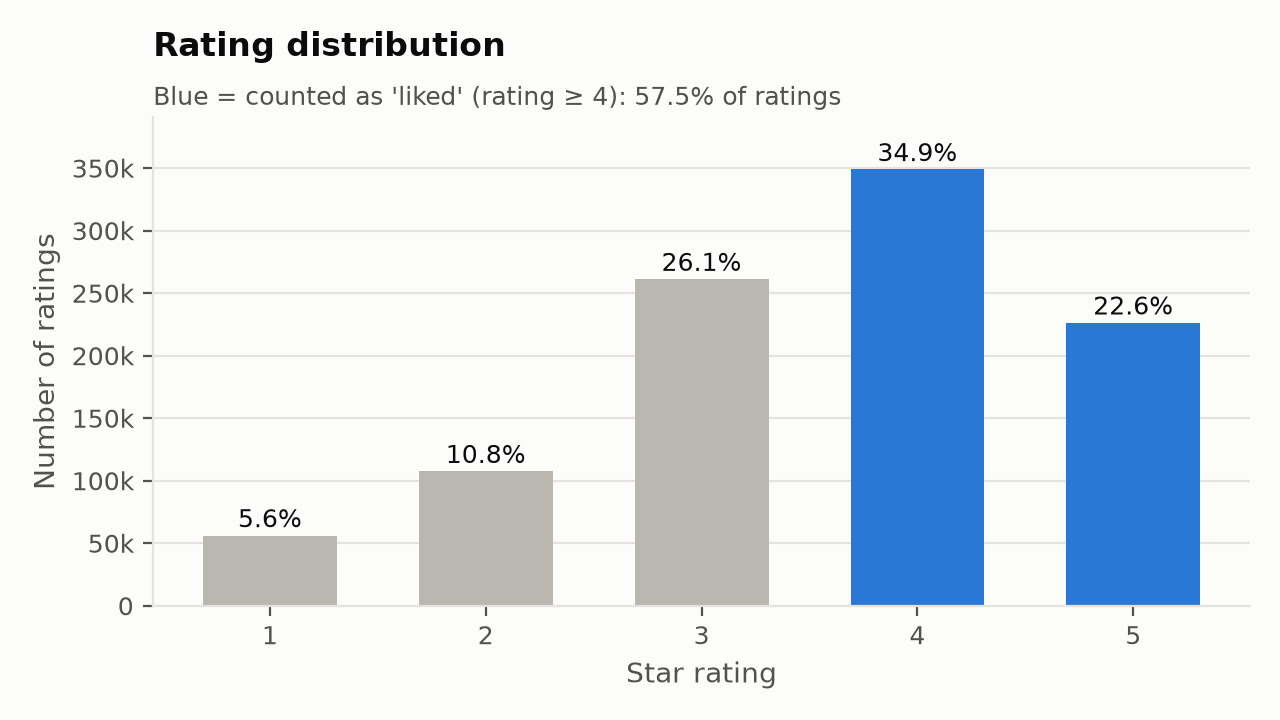 Rating distribution
Blue = counted as 'liked' (rating ≥ 4): 57.5% of ratings
Number of ratings
350k
300k
250k
200k
150k
100k
50k
0
5.6%
10.8%
26.1%
34.9%
22.6%
1 2 3 4 5
Star rating